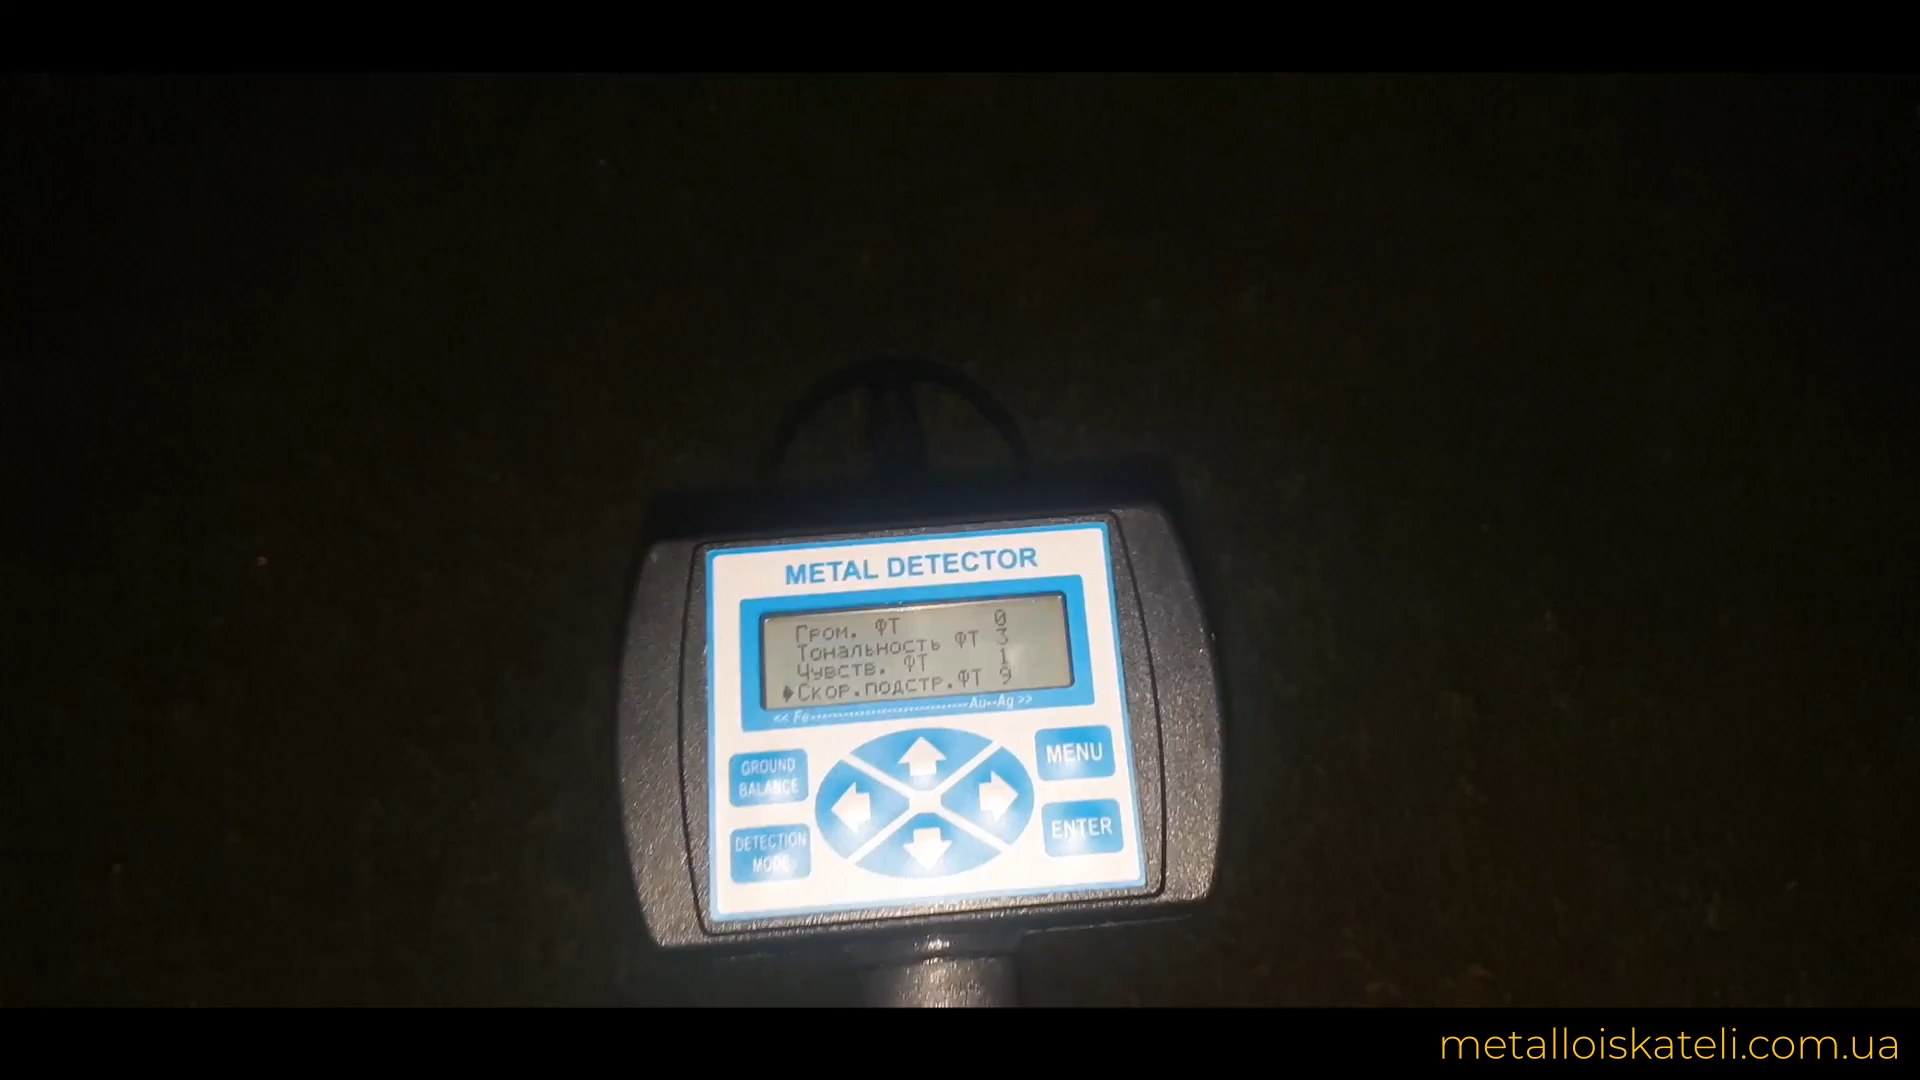 METAL DETECTOR
Гром. ФТ 0
Тональность ФТ 3
Чувств. ФТ 1
Скор.подстр.ФТ 9
<< Fe Au--Ag >>
GROUND
BALANCE
MENU
DETECTION
MODE
ENTER
metalloiskateli.com.ua